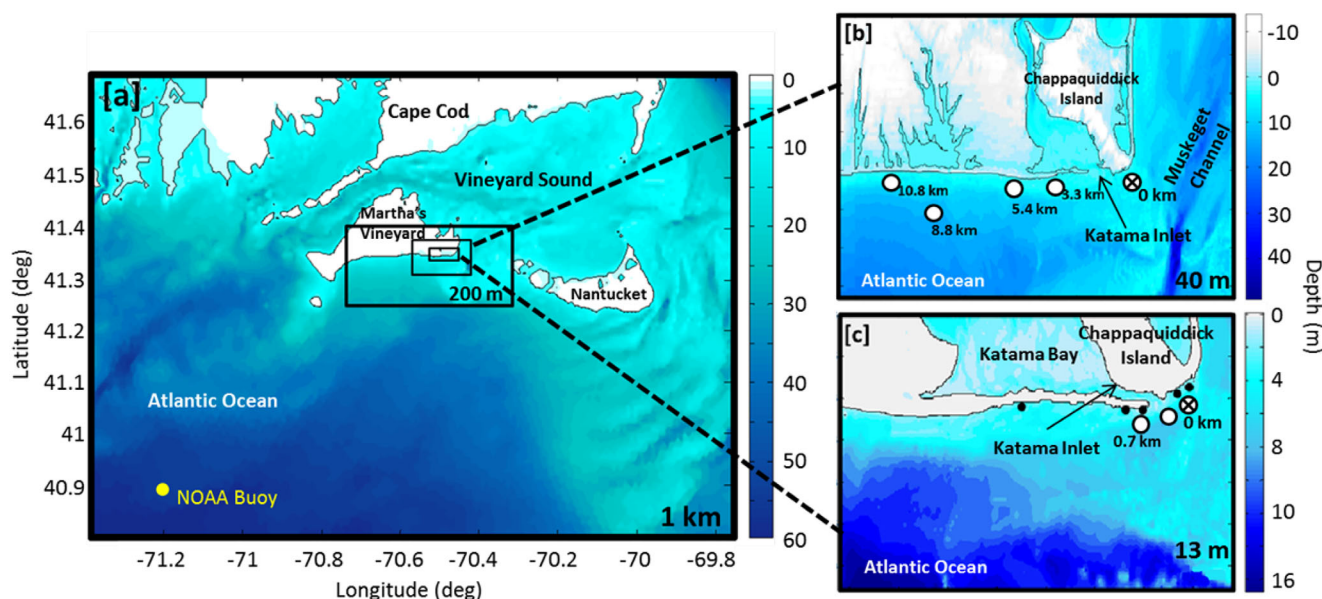 [a]
Cape Cod
Vineyard Sound
Martha's
Vineyard
200 m
Nantucket
Atlantic Ocean
NOAA Buoy
1 km
41.6
41.5
41.4
41.3
41.2
41.1
41
40.9
Latitude (deg)
-71.2
-71
-70.8
-70.6
-70.4
-70.2
-70
-69.8
Longitude (deg)
0
10
20
30
40
50
60
[b]
Chappaquiddick
Island
Muskeget
Channel
10.8 km
8.8 km
5.4 km
3.3 km
0 km
Katama Inlet
Atlantic Ocean
40 m
-10
0
10
20
30
40
Depth (m)
[c]
Chappaquiddick
Island
Katama Bay
Katama Inlet
0.7 km
0 km
Atlantic Ocean
13 m
0
4
6
8
10
12
16